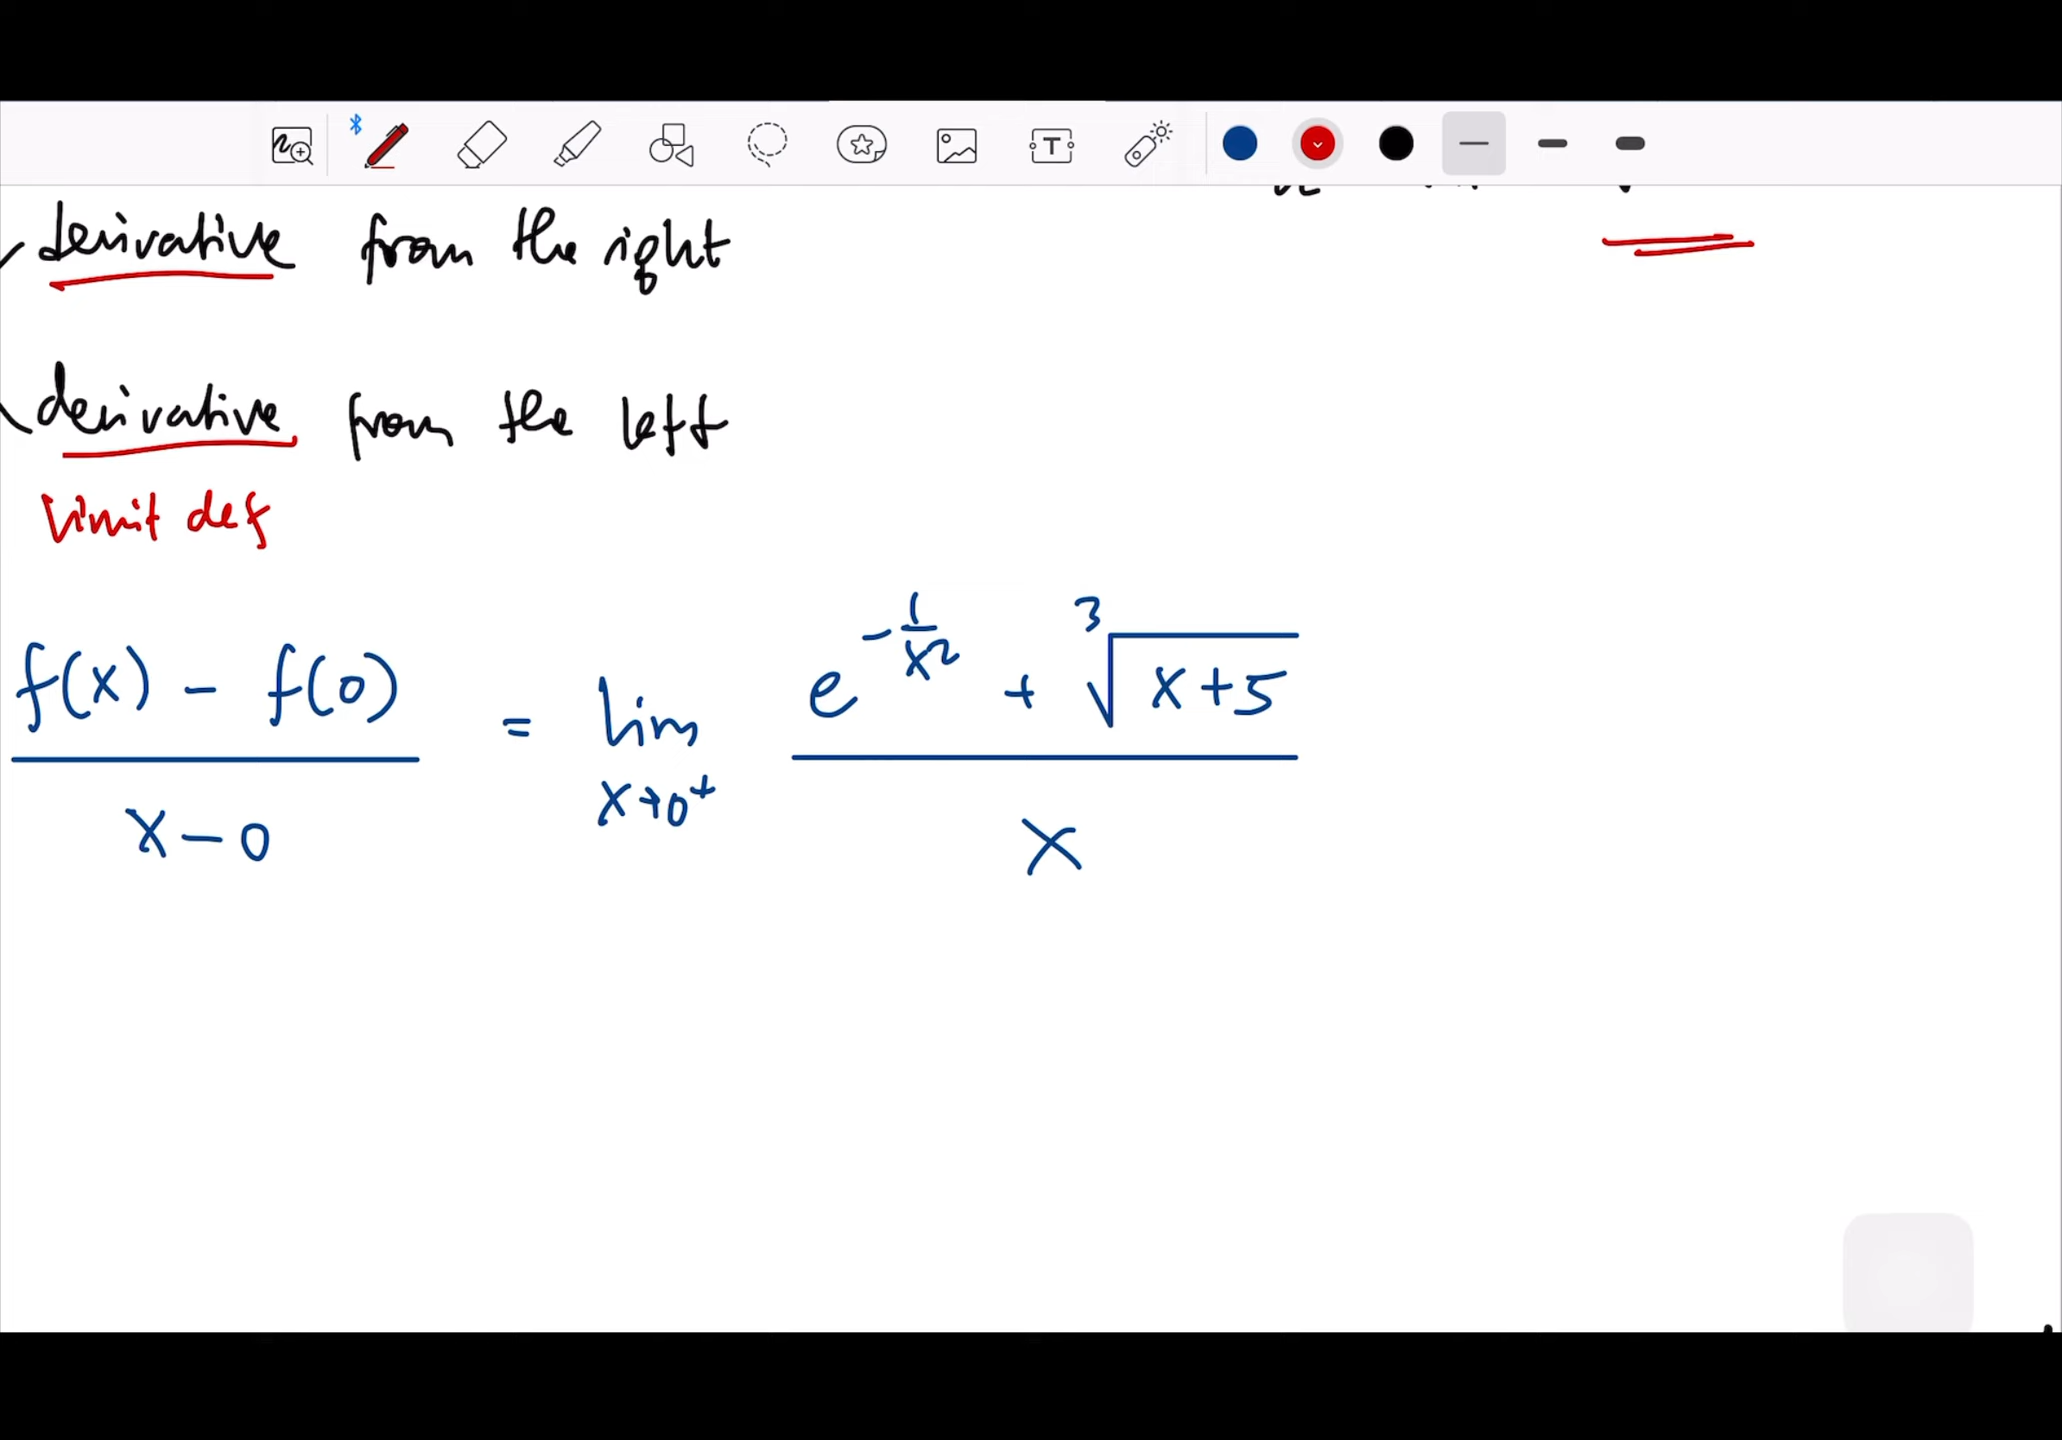 derivative from the right
derivative from the left
limit def
f(x) - f(0) / x - 0 = lim x→0⁺ e^(-1/x²) + ∛(x+5) / x